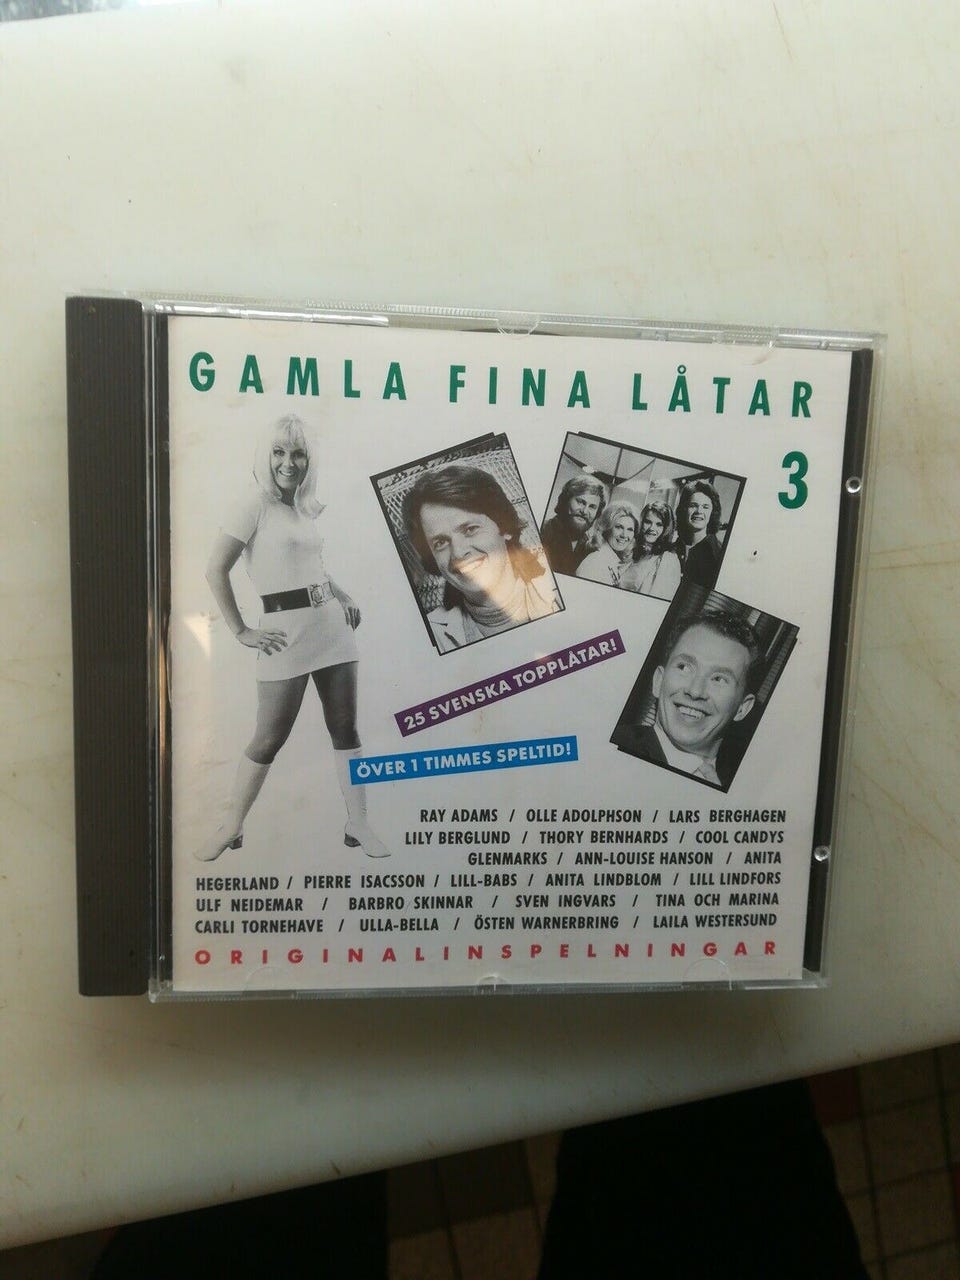 GAMLA FINA LÅTAR
3
25 SVENSKA TOPPLÅTAR!
ÖVER 1 TIMMES SPELTID!
RAY ADAMS / OLLE ADOLPHSON / LARS BERGHAGEN
LILY BERGLUND / THORY BERNHARDS / COOL CANDYS
GLENMARKS / ANN-LOUISE HANSON / ANITA
HEGERLAND / PIERRE ISACSSON / LILL-BABS / ANITA LINDBLOM / LILL LINDFORS
ULF NEIDEMAR / BARBRO SKINNAR / SVEN INGVARS / TINA OCH MARINA
CARLI TORNEHAVE / ULLA-BELLA / ÖSTEN WARNERBRING / LAILA WESTERSUND
ORIGINALINSPELNINGAR